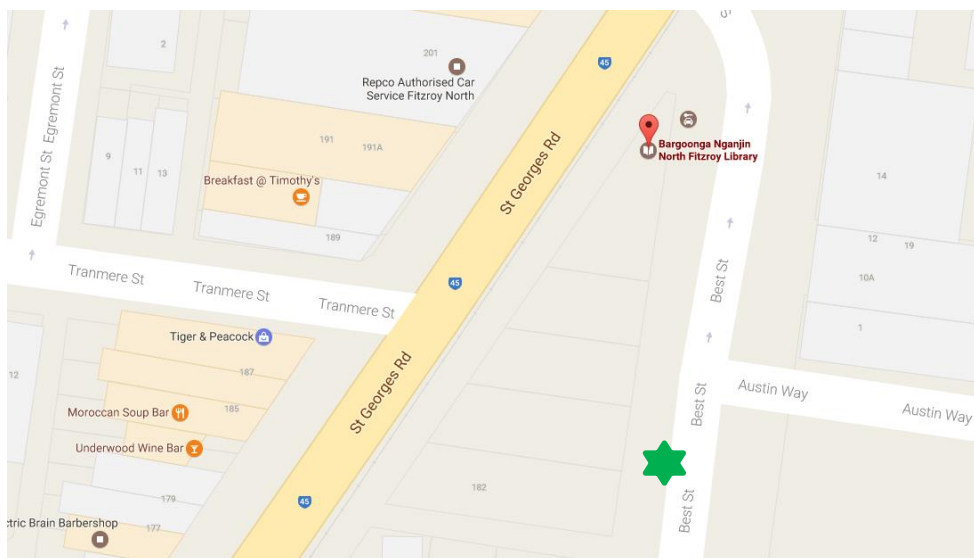 2
201
Repco Authorised Car
Service Fitzroy North
45
Egremont St
Egremont St
191
191A
St Georges Rd
Bargoonga Nganjin
North Fitzroy Library
9
11
13
Breakfast @ Timothy's
14
189
12
19
Tranmere St
Tranmere St
Tranmere St
45
Best St
10A
1
Tiger & Peacock
12
187
St Georges Rd
Best St
Austin Way
Austin Way
Moroccan Soup Bar
185
Underwood Wine Bar
179
182
45
Best St
ctric Brain Barbershop
177